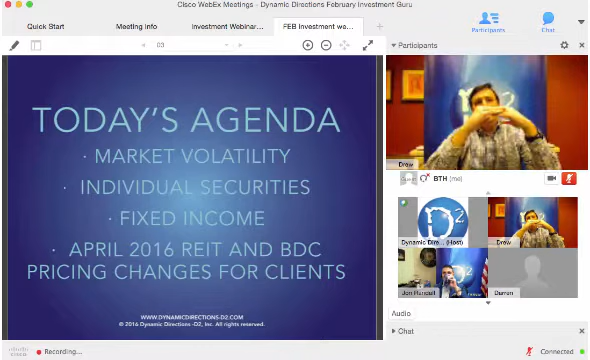 Cisco WebEx Meetings - Dynamic Directions February Investment Guru
Quick Start
Meeting Info
Investment Webinar...
FEB Investment we...
Participants
Chat
03
Participants
TODAY'S AGENDA
· MARKET VOLATILITY
· INDIVIDUAL SECURITIES
· FIXED INCOME
· APRIL 2016 REIT AND BDC
PRICING CHANGES FOR CLIENTS
WWW.DYNAMICDIRECTIONS-D2.COM
© 2016 Dynamic Directions -D2, Inc. All rights reserved.
Drew
BTH (me)
D2
Dynamic Dire... (Host)
Drew
Jon Randall
Darren
Audio
Chat
Recording...
Connected